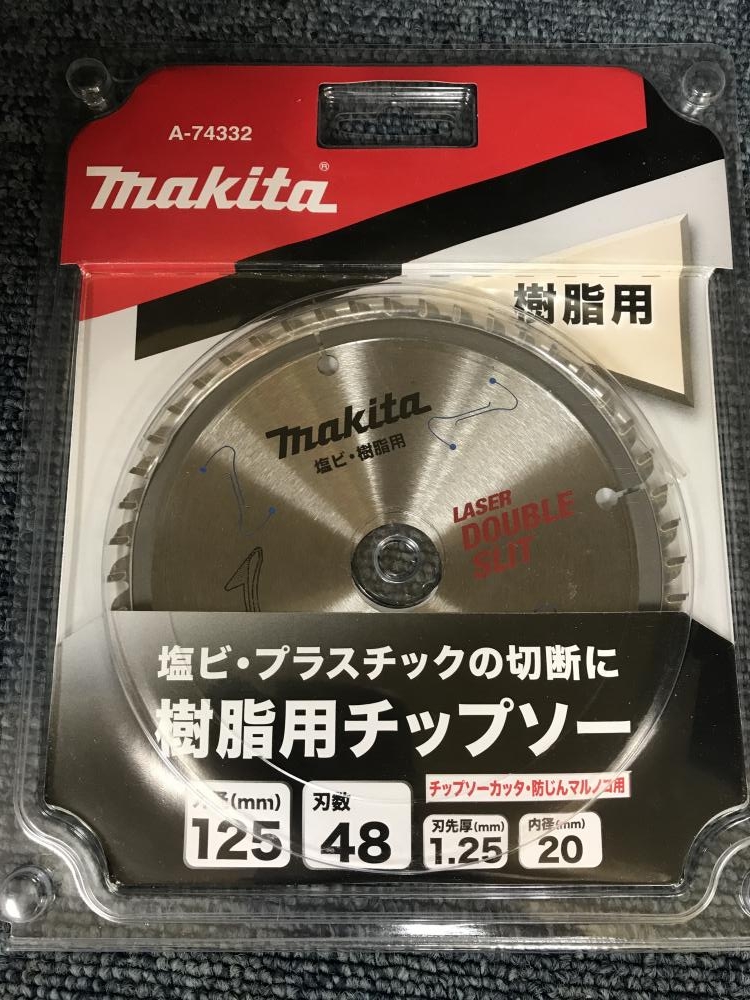 A-74332
makita®
樹脂用
makita
塩ビ・樹脂用
LASER
DOUBLE
SLIT
塩ビ・プラスチックの切断に
樹脂用チップソー
チップソーカッタ・防じんマルノコ用
外径(mm)
125
刃数
48
刃先厚(mm)
1.25
内径(mm)
20